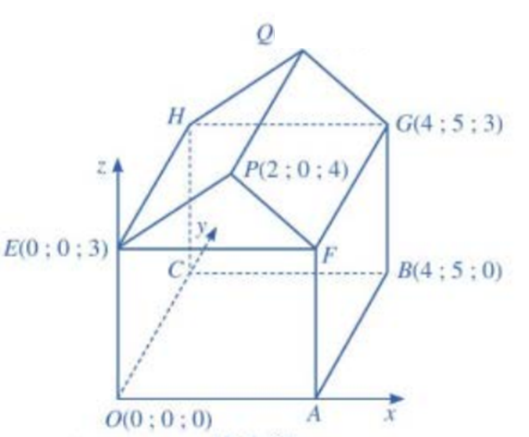 Q
H
G(4 ; 5 ; 3)
z
P(2 ; 0 ; 4)
y
E(0 ; 0 ; 3)
F
C
B(4 ; 5 ; 0)
O(0 ; 0 ; 0)
A
x